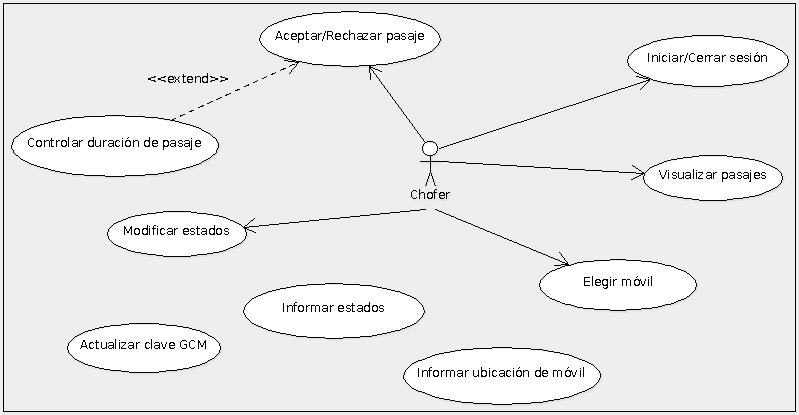 Aceptar/Rechazar pasaje
Iniciar/Cerrar sesión
<<extend>>
Controlar duración de pasaje
Visualizar pasajes
Chofer
Modificar estados
Elegir móvil
Informar estados
Actualizar clave GCM
Informar ubicación de móvil